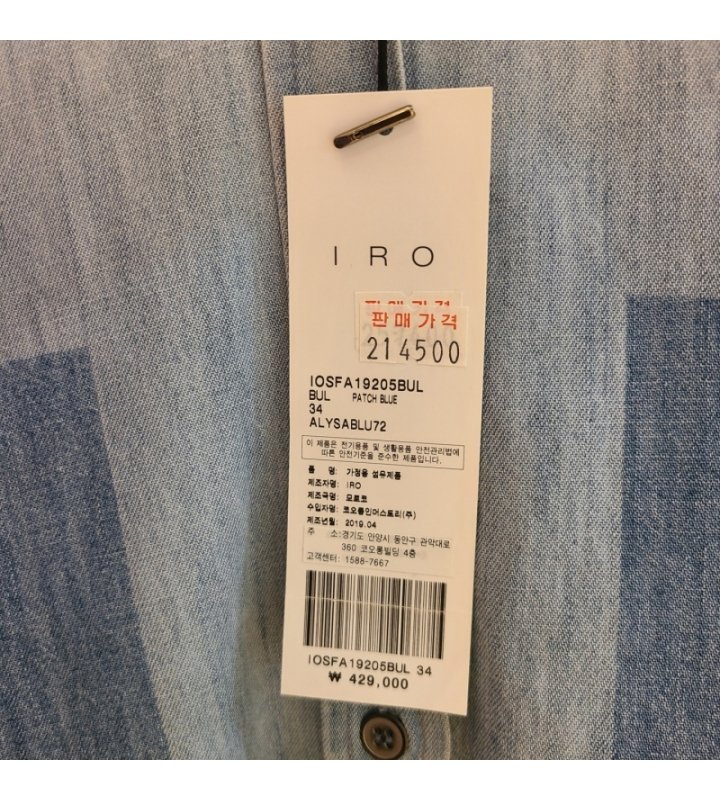 IRO
판매가격
판매가격
214500
IOSFA19205BUL
BUL PATCH BLUE
34
ALYSABLU72
이 제품은 전기용품 및 생활용품 안전관리법에
따른 안전기준을 준수한 제품입니다.
품 명: 가정용 섬유제품
제조자명: IRO
제조국명: 모로코
수입자명: 코오롱인더스트리(주)
제조년월: 2019.04
주 소:경기도 안양시 동안구 관악대로
360 코오롱빌딩 4층
고객센터: 1588-7667
IOSFA19205BUL 34
₩ 429,000